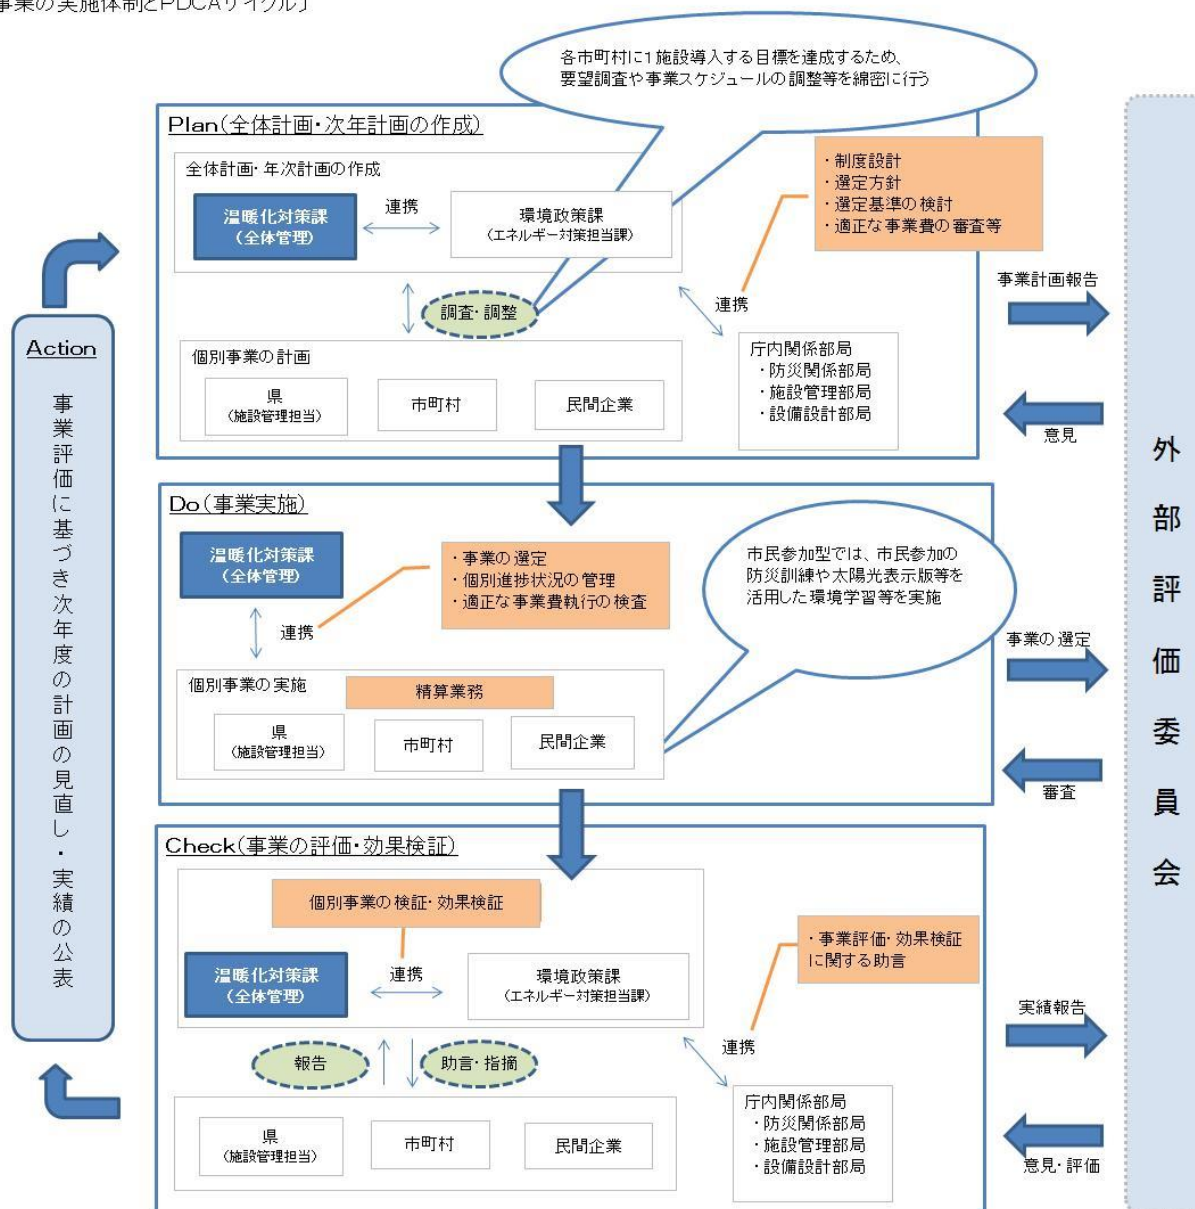 事業の実施体制とPDCAサイクル」
各市町村に1施設導入する目標を達成するため、
要望調査や事業スケジュールの調整等を綿密に行う
Plan(全体計画・次年計画の作成)
全体計画・年次計画の作成
温暖化対策課
(全体管理)
連携
環境政策課
(エネルギー対策担当課)
・制度設計
・選定方針
・選定基準の検討
・適正な事業費の審査等
調査・調整
連携
個別事業の計画
県
(施設管理担当)
市町村
民間企業
庁内関係部局
・防災関係部局
・施設管理部局
・設備設計部局
事業計画報告
意見
Action
事業評価に基づき次年度の計画の見直し・実績の公表
外部評価委員会
Do(事業実施)
温暖化対策課
(全体管理)
連携
・事業の選定
・個別進捗状況の管理
・適正な事業費執行の検査
市民参加型では、市民参加の
防災訓練や太陽光表示版等を
活用した環境学習等を実施
個別事業の実施
精算業務
県
(施設管理担当)
市町村
民間企業
事業の選定
審査
Check(事業の評価・効果検証)
個別事業の検証・効果検証
温暖化対策課
(全体管理)
連携
環境政策課
(エネルギー対策担当課)
・事業評価・効果検証
に関する助言
報告
助言・指摘
連携
県
(施設管理担当)
市町村
民間企業
庁内関係部局
・防災関係部局
・施設管理部局
・設備設計部局
実績報告
意見・評価